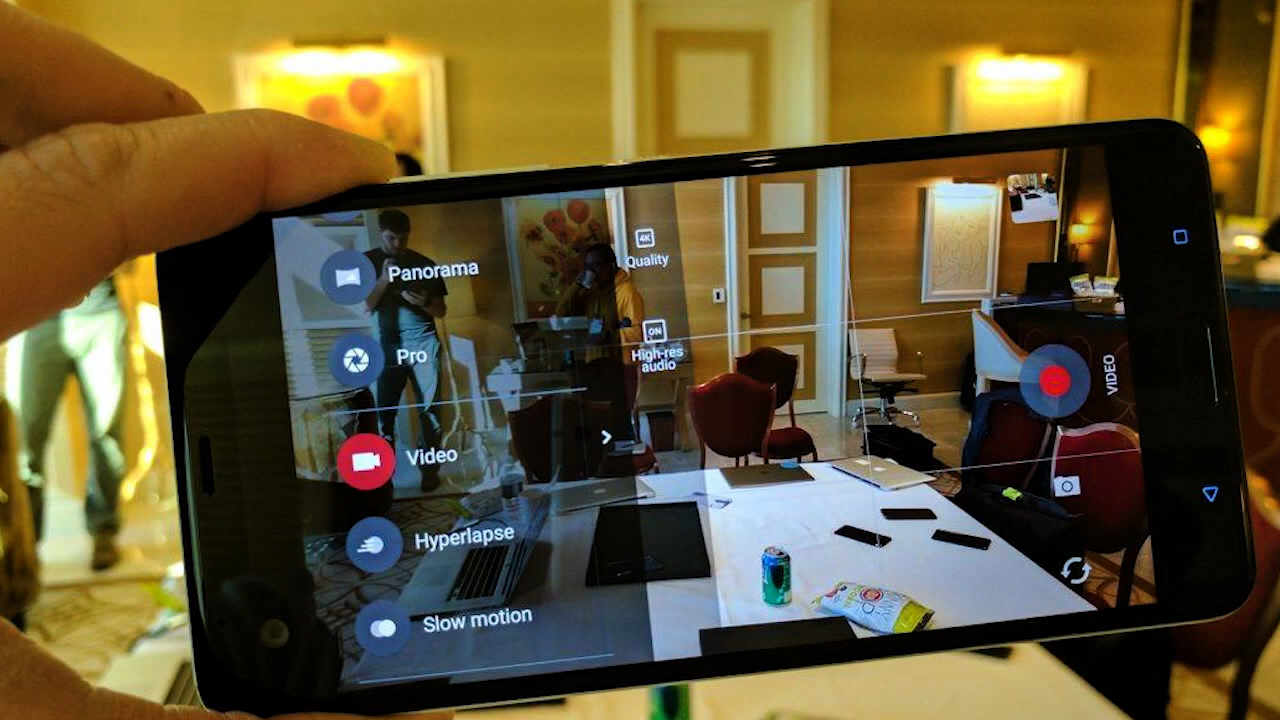 Panorama
Pro
Video
Hyperlapse
Slow motion
4K
Quality
ON
High-res
audio
VIDEO